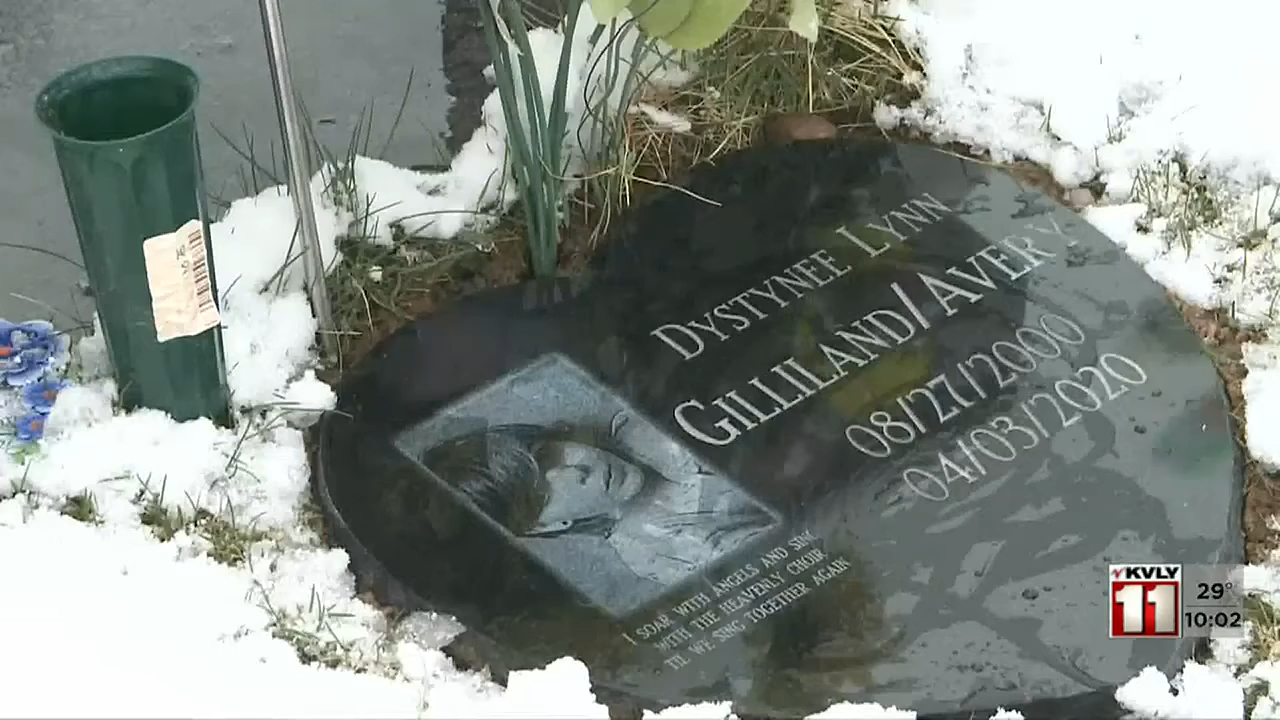 DYSTYNEE LYNN
GILLILAND/AVERY
08/27/2000
04/03/2020
I SOAR WITH ANGELS AND SING
WITH THE HEAVENLY CHOIR
TIL WE SING TOGETHER AGAIN
KVLY
11
29°
10:02